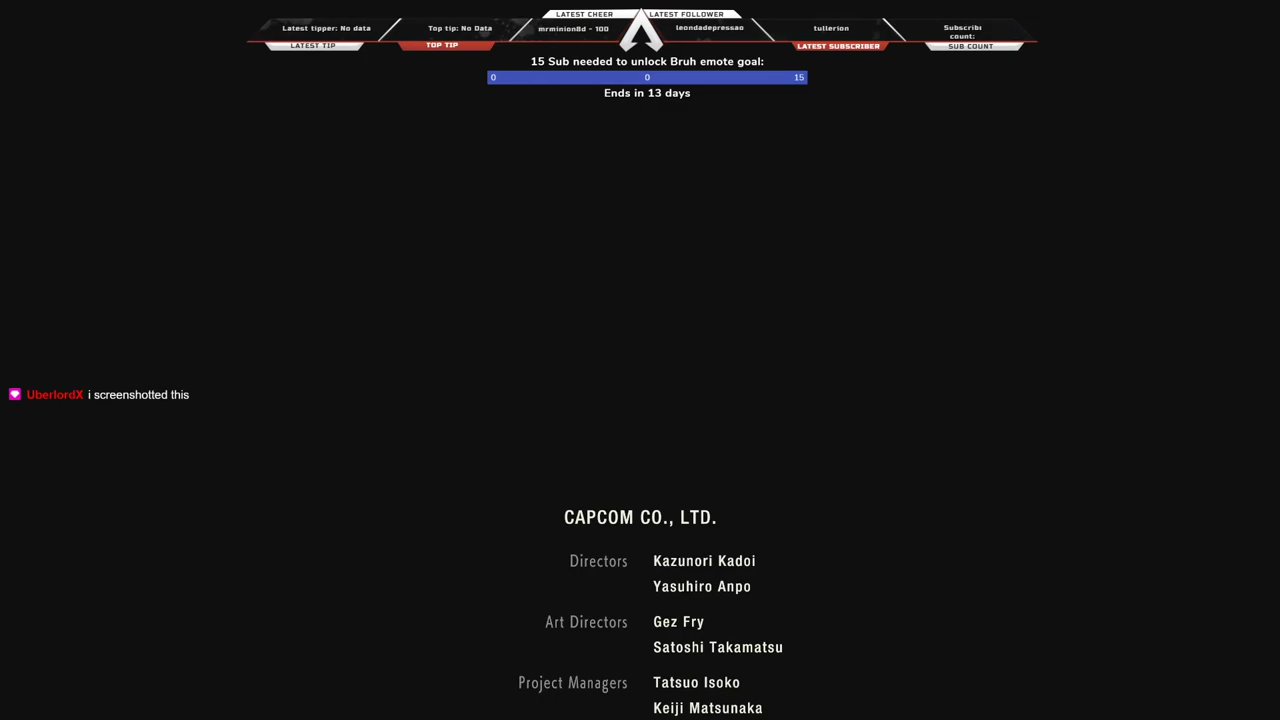 LATEST CHEER
LATEST FOLLOWER
Latest tipper: No data
Top tip: No Data
mrminion8d - 100
leondadepressao
tullerion
Subscribi
count:
LATEST TIP
TOP TIP
LATEST SUBSCRIBER
SUB COUNT
15 Sub needed to unlock Bruh emote goal:
0 0 15
Ends in 13 days
UberlordX i screenshotted this
CAPCOM CO., LTD.
Directors Kazunori Kadoi
Yasuhiro Anpo
Art Directors Gez Fry
Satoshi Takamatsu
Project Managers Tatsuo Isoko
Keiji Matsunaka